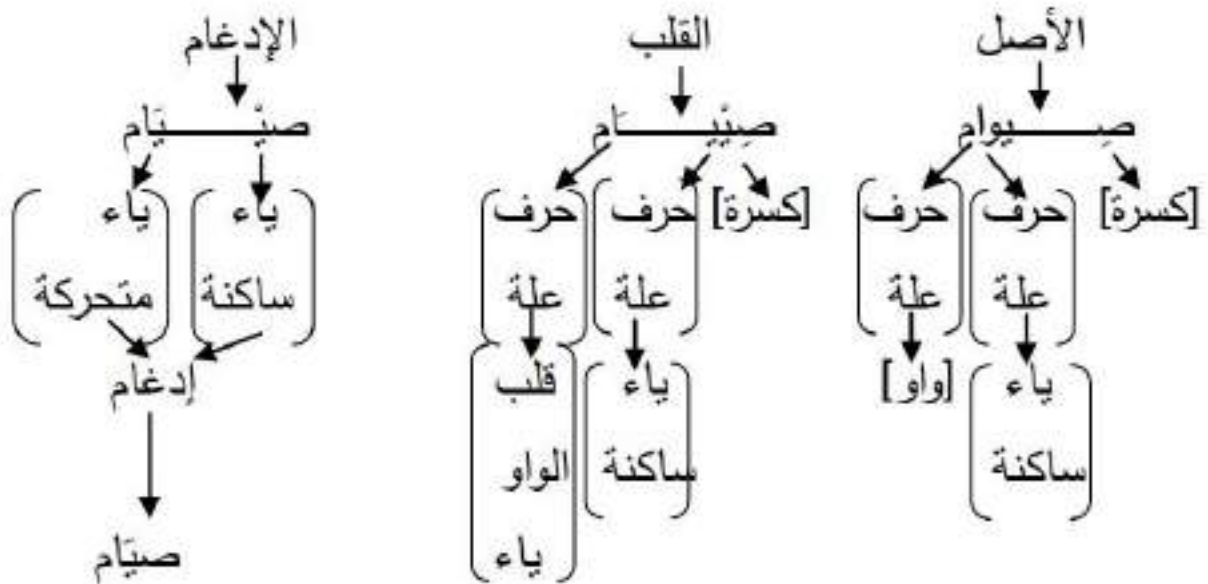 الأصل
القلب
الإدغام
صِـــــيوام
صِيْيـــــَام
صيْـــــيَام
[كسرة]
حرف
حرف
[كسرة]
حرف
حرف
ياء
ياء
علة
علة
علة
علة
ساكنة
متحركة
ياء
[واو]
ياء
قلب
إدغام
ساكنة
ساكنة
الواو
ياء
صيَام